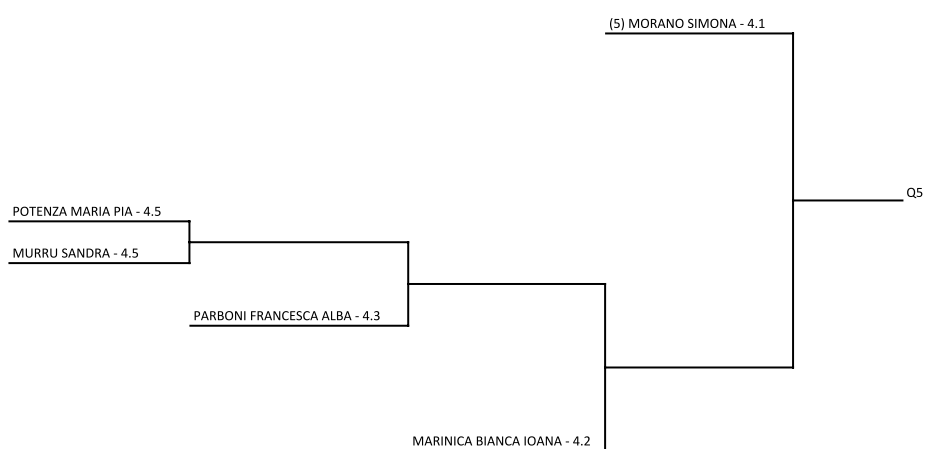 (5) MORANO SIMONA - 4.1
Q5
POTENZA MARIA PIA - 4.5
MURRU SANDRA - 4.5
PARBONI FRANCESCA ALBA - 4.3
MARINICA BIANCA IOANA - 4.2